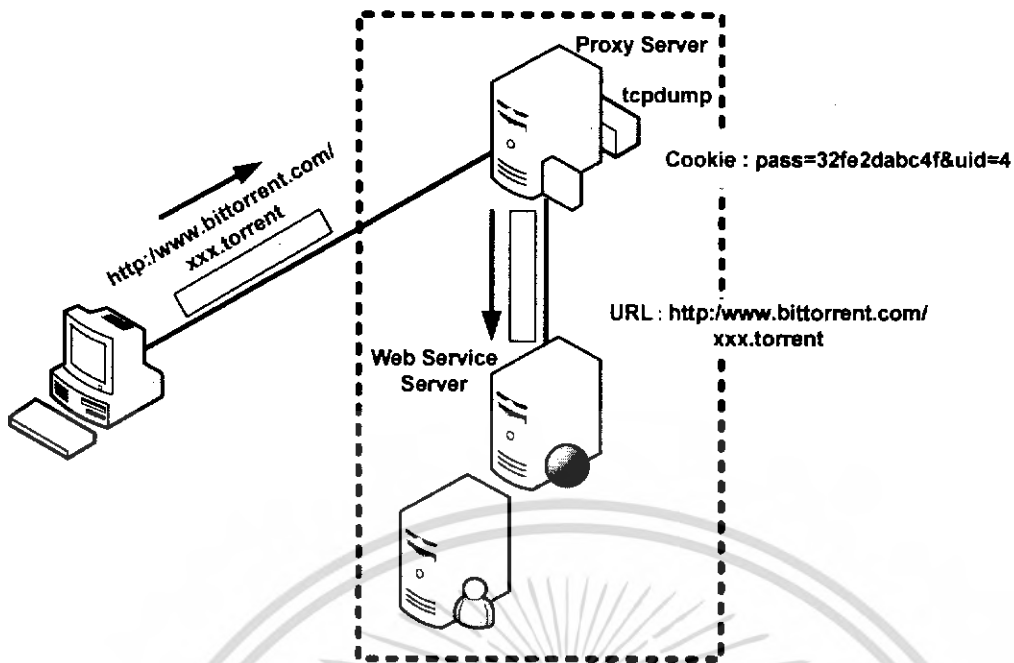 Proxy Server
tcpdump
Cookie : pass=32fe2dabc4f&uid=4
http:/www.bittorrent.com/
xxx.torrent
URL : http:/www.bittorrent.com/
xxx.torrent
Web Service
Server